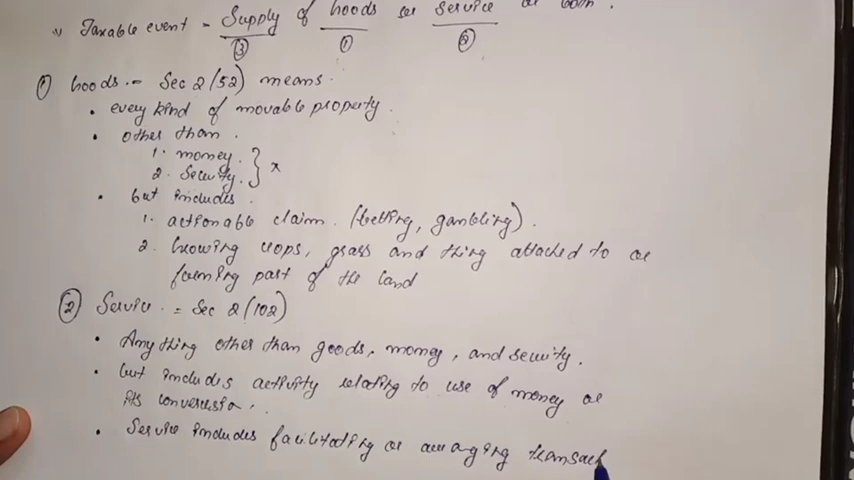 Taxable event = Supply of Goods or Service or both.
③ ① ②
① Goods :- Sec 2(52) means.
• every kind of movable property.
• other than.
1. money.
2. Security. } x
• but includes.
1. actionable claim. (betting, gambling).
2. Growing crops, grass and thing attached to or
forming part of the land
② Service := Sec 2(102)
• Anything other than goods, money, and security.
• but includes activity relating to use of money or
its conversion.
• Service includes facilitating or arranging transact